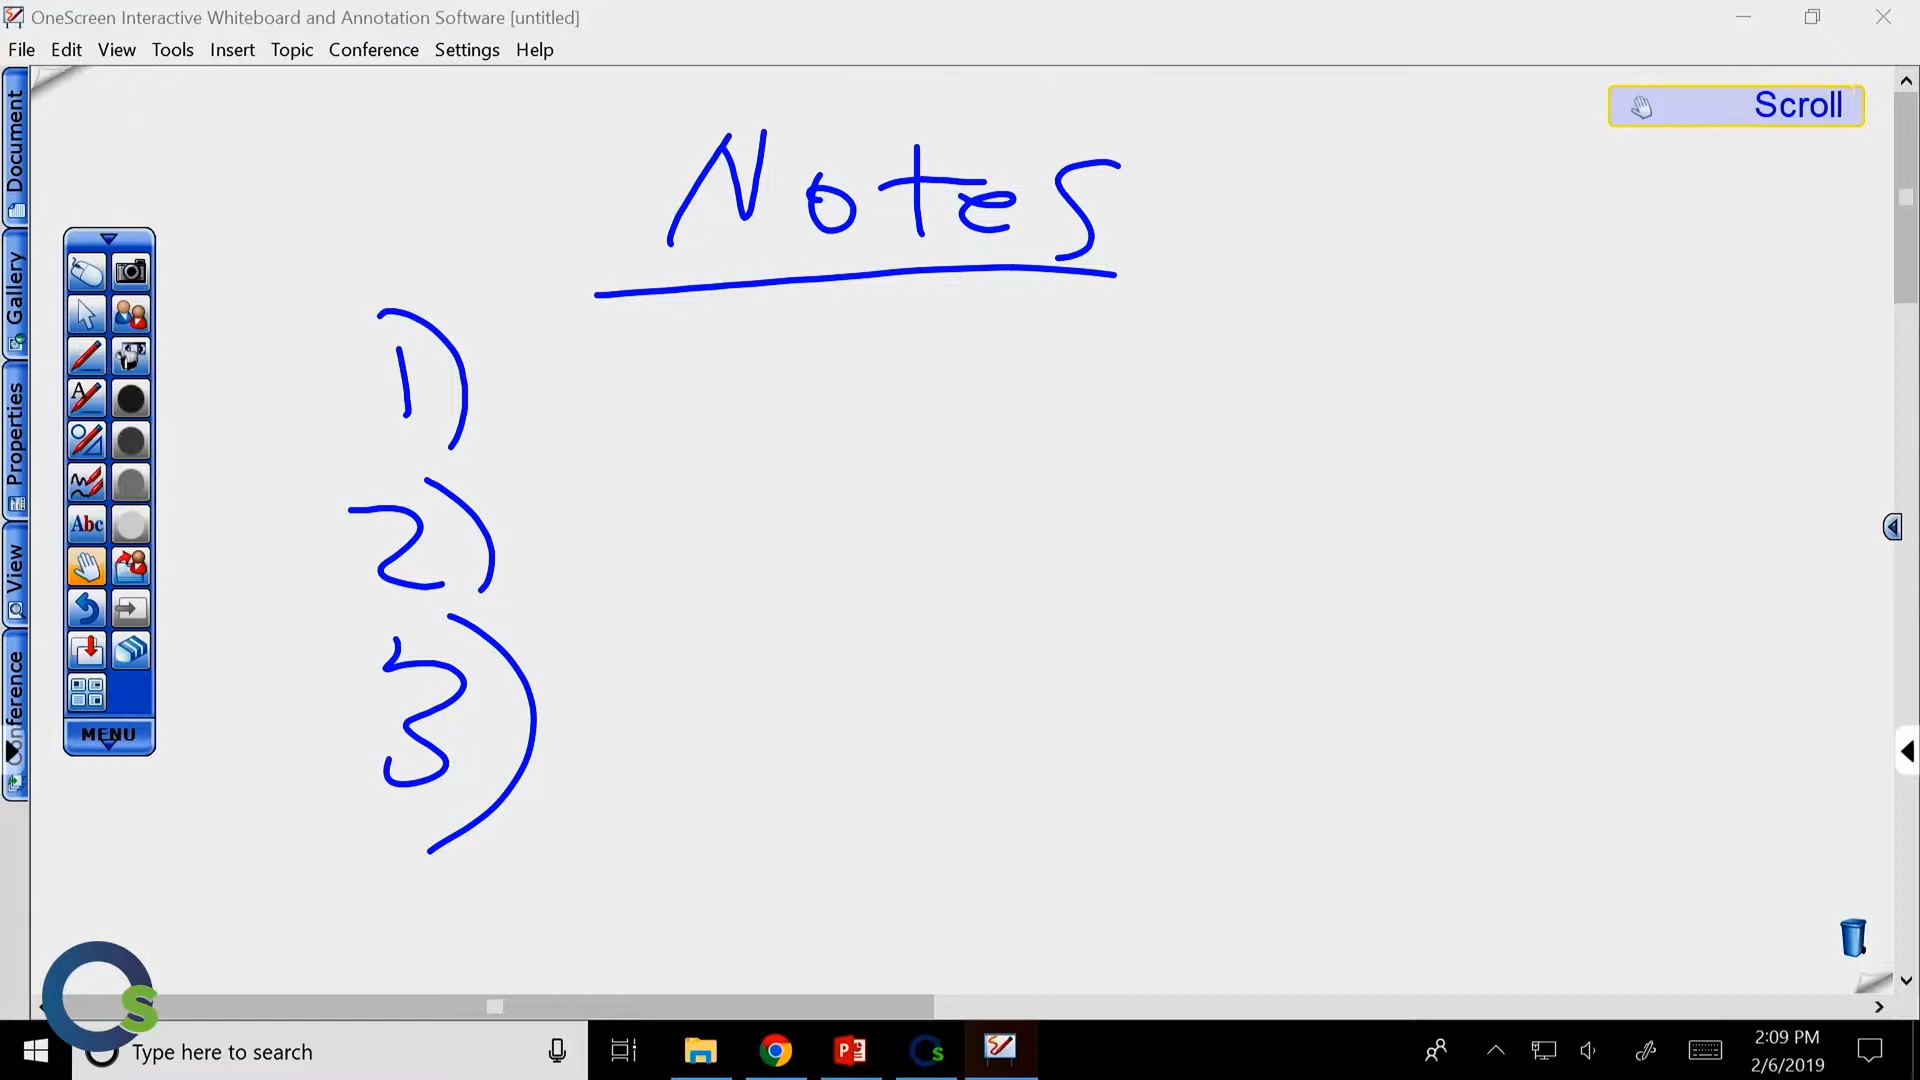 OneScreen Interactive Whiteboard and Annotation Software [untitled]
File Edit View Tools Insert Topic Conference Settings Help
Scroll
Document
Gallery
Properties
View
Conference
Notes
1)
2)
3)
A
Abc
MENU
Type here to search
2:09 PM
2/6/2019